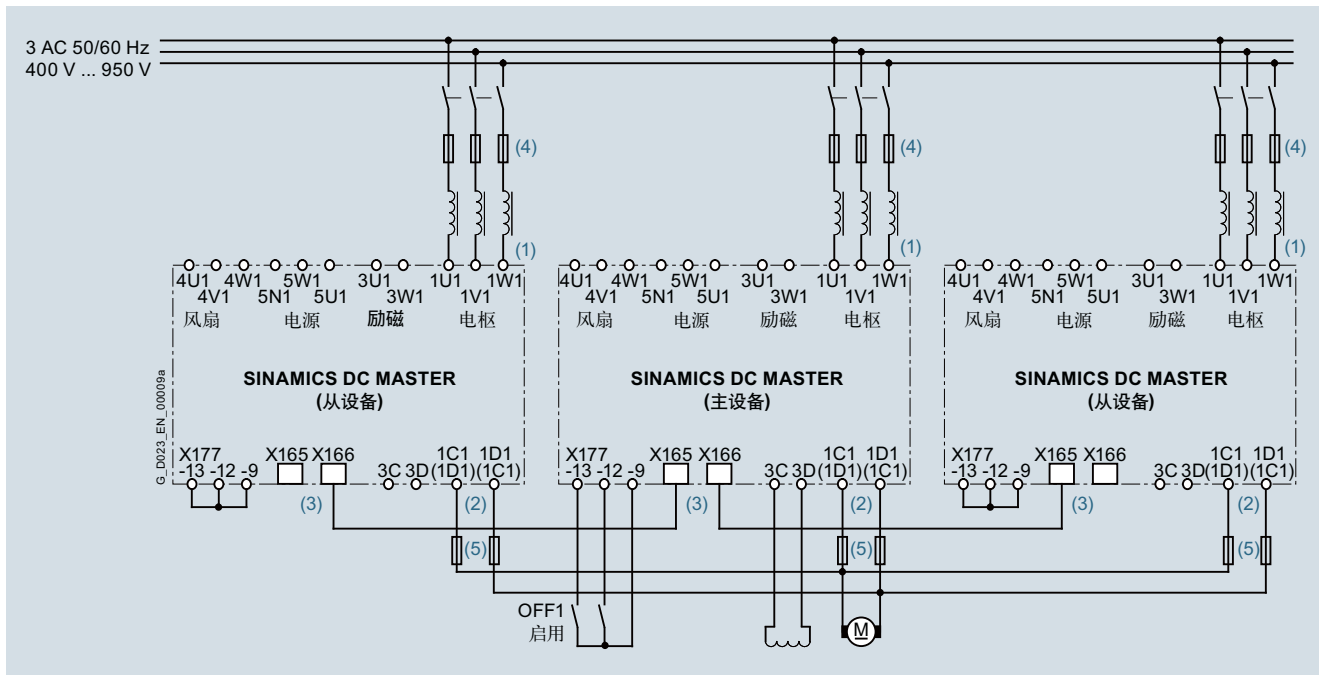 3 AC 50/60 Hz
400 V ... 950 V
(4) (4) (4)
(1) (1) (1)
4U1 4W1 5W1 3U1 1U1 1W1 4U1 4W1 5W1 3U1 1U1 1W1 4U1 4W1 5W1 3U1 1U1 1W1
4V1 5N1 5U1 3W1 1V1 4V1 5N1 5U1 3W1 1V1 4V1 5N1 5U1 3W1 1V1
风扇 电源 励磁 电枢 风扇 电源 励磁 电枢 风扇 电源 励磁 电枢
SINAMICS DC MASTER SINAMICS DC MASTER SINAMICS DC MASTER
(从设备) (主设备) (从设备)
G_D023_EN_00009a
1C1 1D1 1C1 1D1 1C1 1D1
X177 X165 X166 X177 X165 X166 X177 X165 X166
-13 -12 -9 3C 3D (1D1) (1C1) -13 -12 -9 3C 3D (1D1) (1C1) -13 -12 -9 3C 3D (1D1) (1C1)
(3) (2) (3) (2) (3) (2)
(5) (5) (5)
OFF1
启用
M